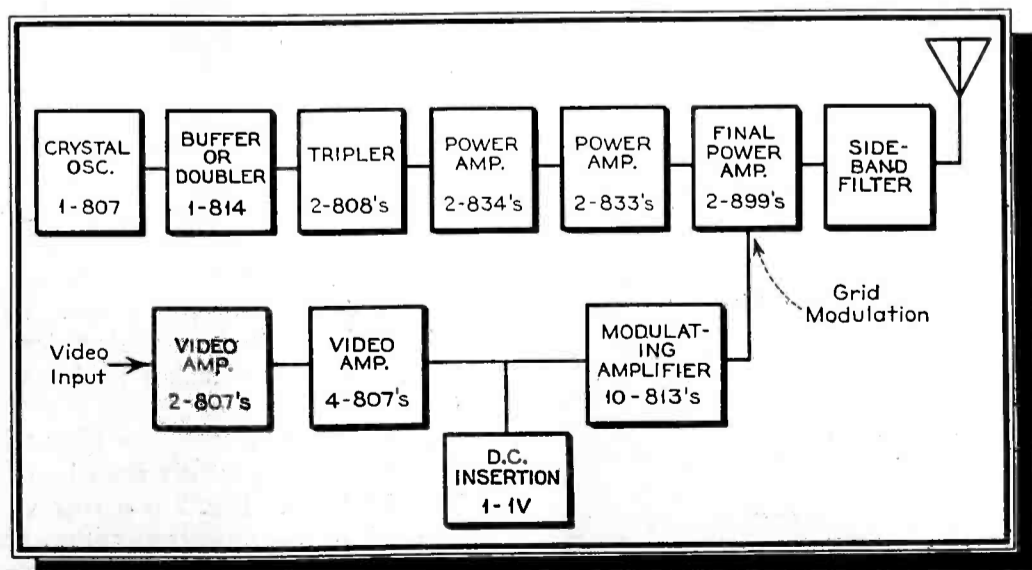 CRYSTAL
OSC.
1-807
BUFFER
OR
DOUBLER
1-814
TRIPLER
2-808's
POWER
AMP.
2-834's
POWER
AMP.
2-833's
FINAL
POWER
AMP.
2-899's
SIDE-
BAND
FILTER
Grid
Modulation
Video
Input
VIDEO
AMP.
2-807's
VIDEO
AMP.
4-807's
MODULAT-
ING
AMPLIFIER
10-813's
D.C.
INSERTION
1-1V